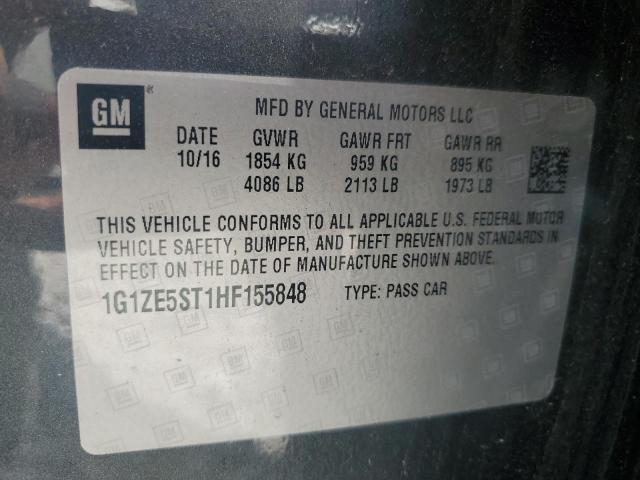 GM
MFD BY GENERAL MOTORS LLC
DATE GVWR GAWR FRT GAWR RR
10/16 1854 KG 959 KG 895 KG
4086 LB 2113 LB 1973 LB
THIS VEHICLE CONFORMS TO ALL APPLICABLE U.S. FEDERAL MOTOR
VEHICLE SAFETY, BUMPER, AND THEFT PREVENTION STANDARDS IN
EFFECT ON THE DATE OF MANUFACTURE SHOWN ABOVE.
1G1ZE5ST1HF155848 TYPE: PASS CAR